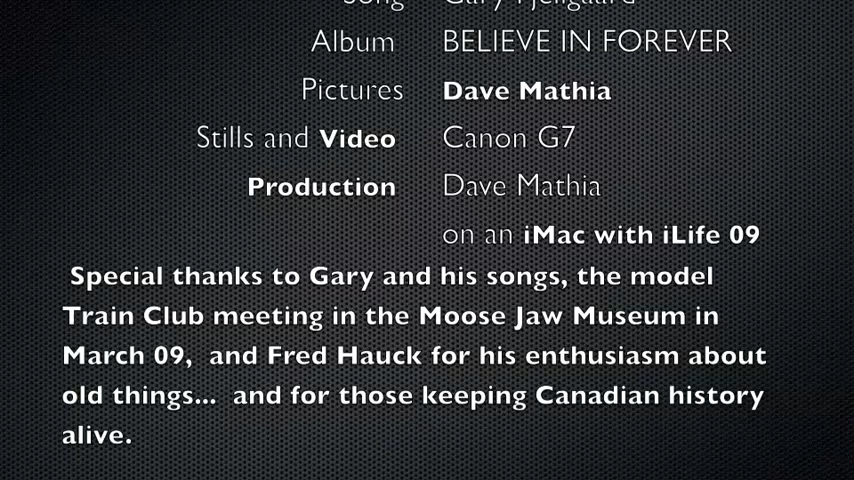 Song Gary Fjellgaard
Album BELIEVE IN FOREVER
Pictures Dave Mathia
Stills and Video Canon G7
Production Dave Mathia
on an iMac with iLife 09
Special thanks to Gary and his songs, the model
Train Club meeting in the Moose Jaw Museum in
March 09, and Fred Hauck for his enthusiasm about
old things... and for those keeping Canadian history
alive.